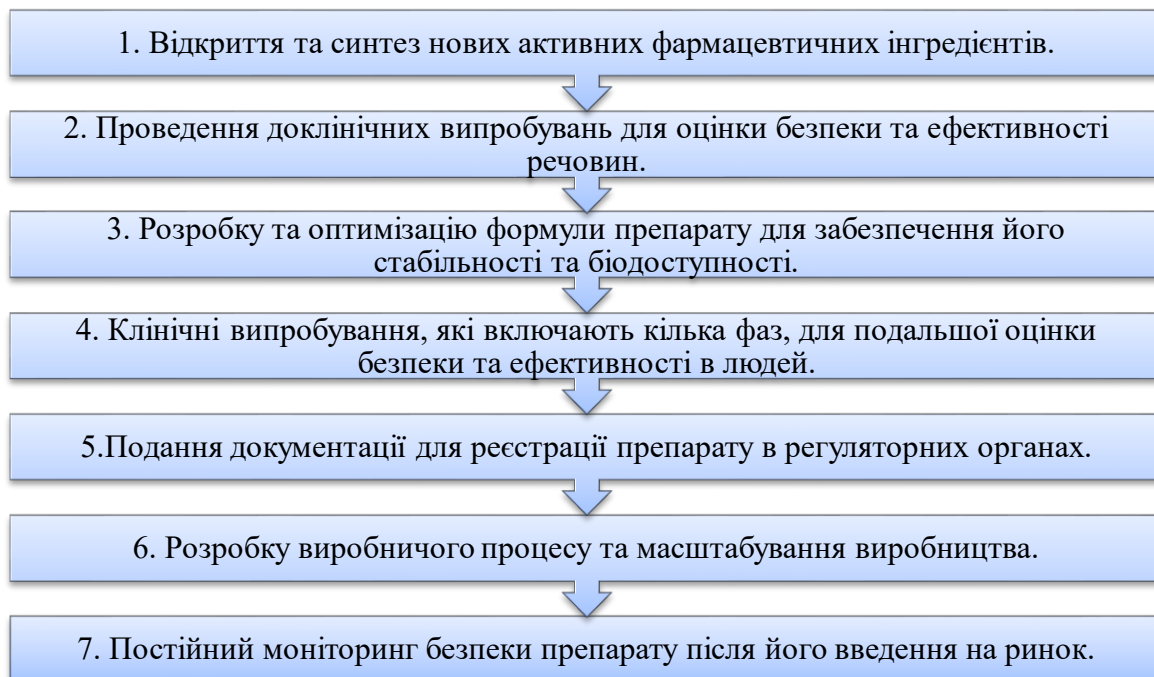 1. Відкриття та синтез нових активних фармацевтичних інгредієнтів.
2. Проведення доклінічних випробувань для оцінки безпеки та ефективності
речовин.
3. Розробку та оптимізацію формули препарату для забезпечення його
стабільності та біодоступності.
4. Клінічні випробування, які включають кілька фаз, для подальшої оцінки
безпеки та ефективності в людей.
5.Подання документації для реєстрації препарату в регуляторних органах.
6. Розробку виробничого процесу та масштабування виробництва.
7. Постійний моніторинг безпеки препарату після його введення на ринок.